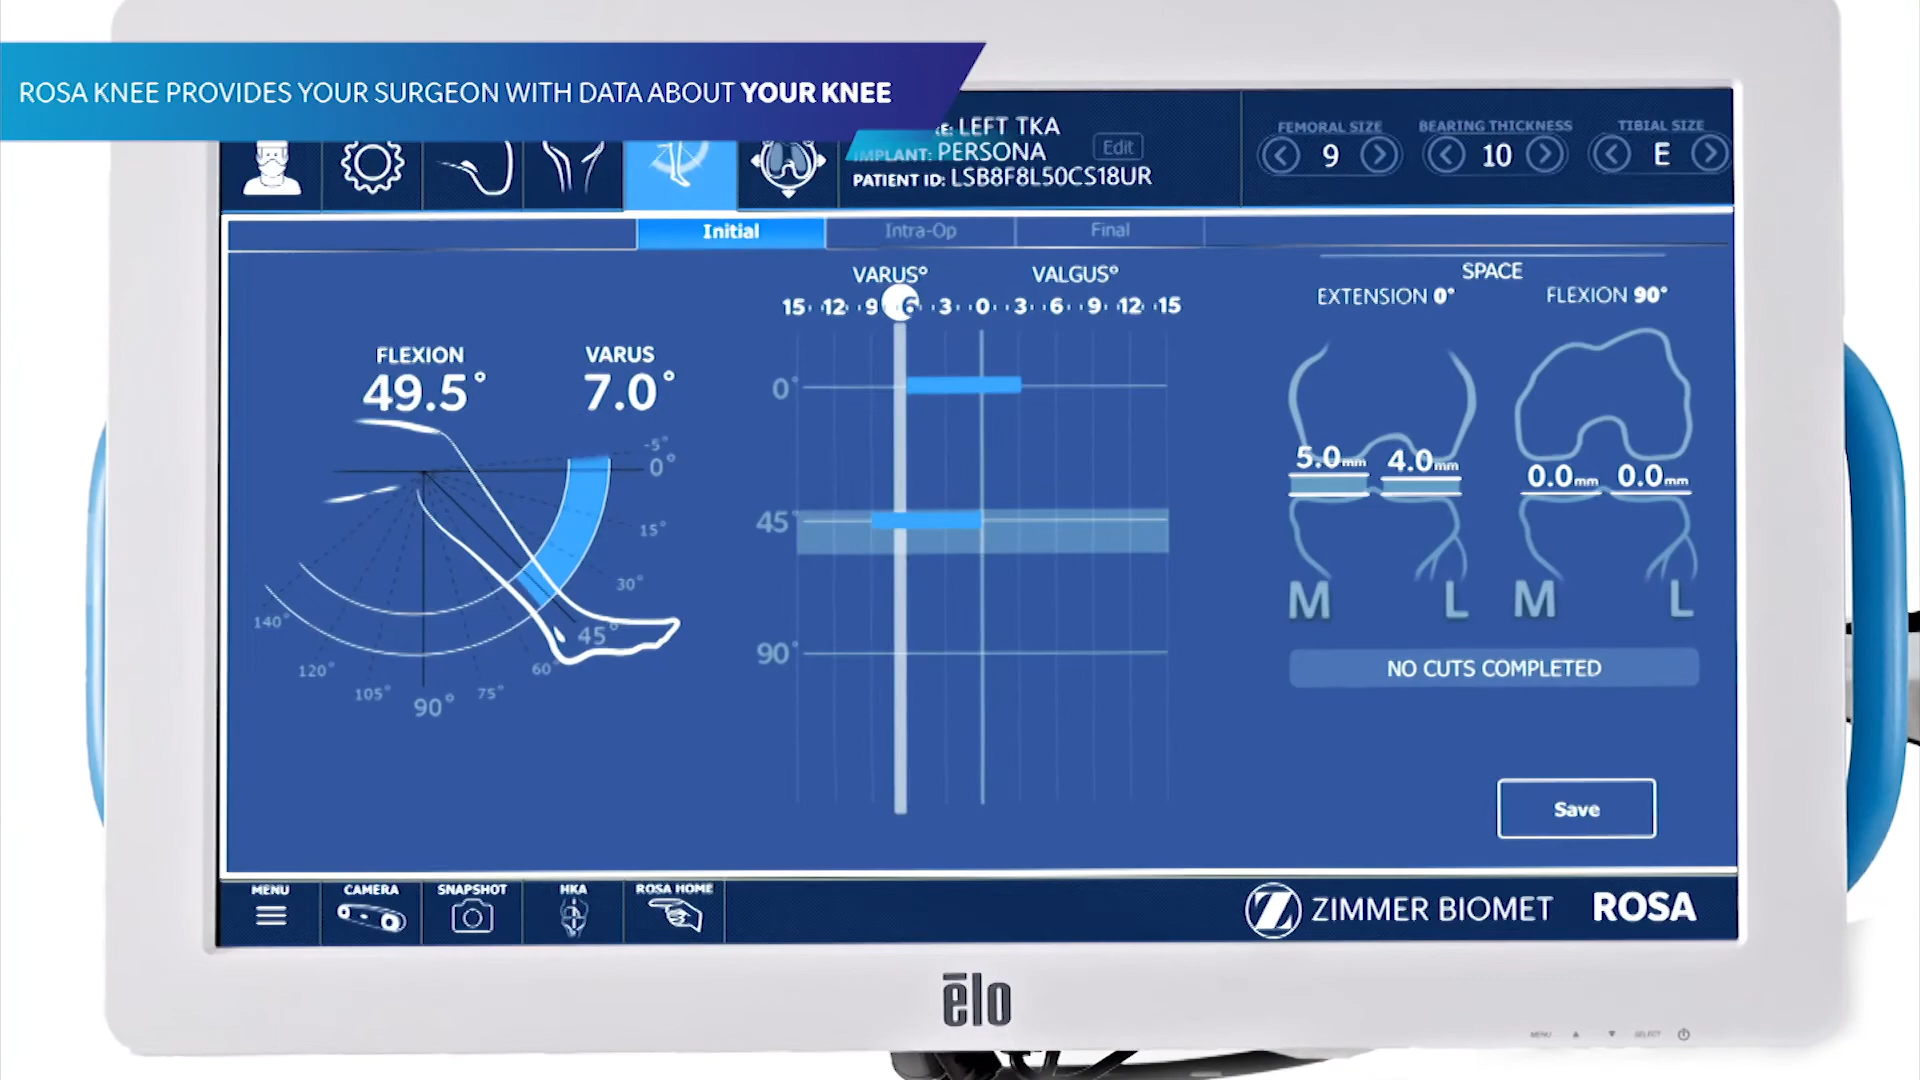 ROSA KNEE PROVIDES YOUR SURGEON WITH DATA ABOUT YOUR KNEE
LEFT TKA
IMPLANT: PERSONA
Edit
PATIENT ID: LSB8F8L50CS18UR
FEMORAL SIZE
9
BEARING THICKNESS
10
TIBIAL SIZE
E
Initial
Intra-Op
Final
FLEXION
49.5°
VARUS
7.0°
-5°
0°
15°
30°
45°
60°
75°
90°
105°
120°
140°
VARUS° VALGUS°
15 12 9 6 3 0 3 6 9 12 15
0°
45°
90°
SPACE
EXTENSION 0° FLEXION 90°
5.0mm 4.0mm 0.0mm 0.0mm
M L M L
NO CUTS COMPLETED
Save
MENU
CAMERA
SNAPSHOT
HKA
ROSA HOME
ZIMMER BIOMET
ROSA
elo
MENU
SELECT